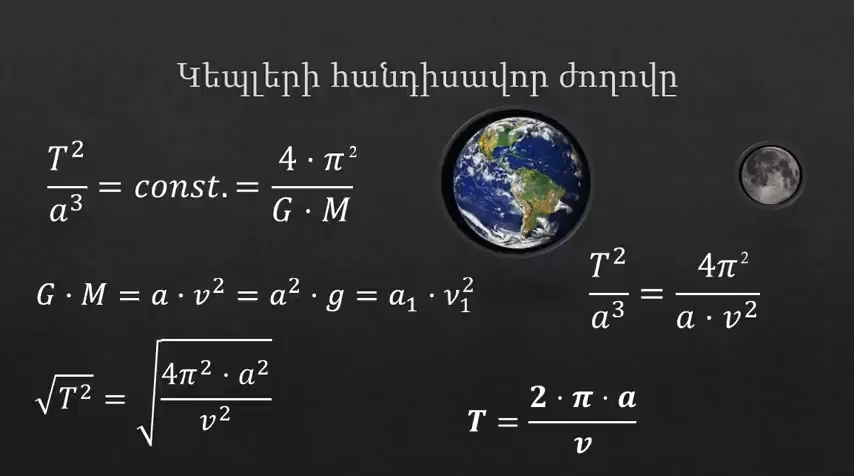 Կեպլերի հանդիսավոր ժողովը
T²/a³ = const. = 4 · π²/G · M
G · M = a · v² = a² · g = a₁ · v₁²
T²/a³ = 4π²/a · v²
√T² = √4π² · a²/v²
T = 2 · π · a/v